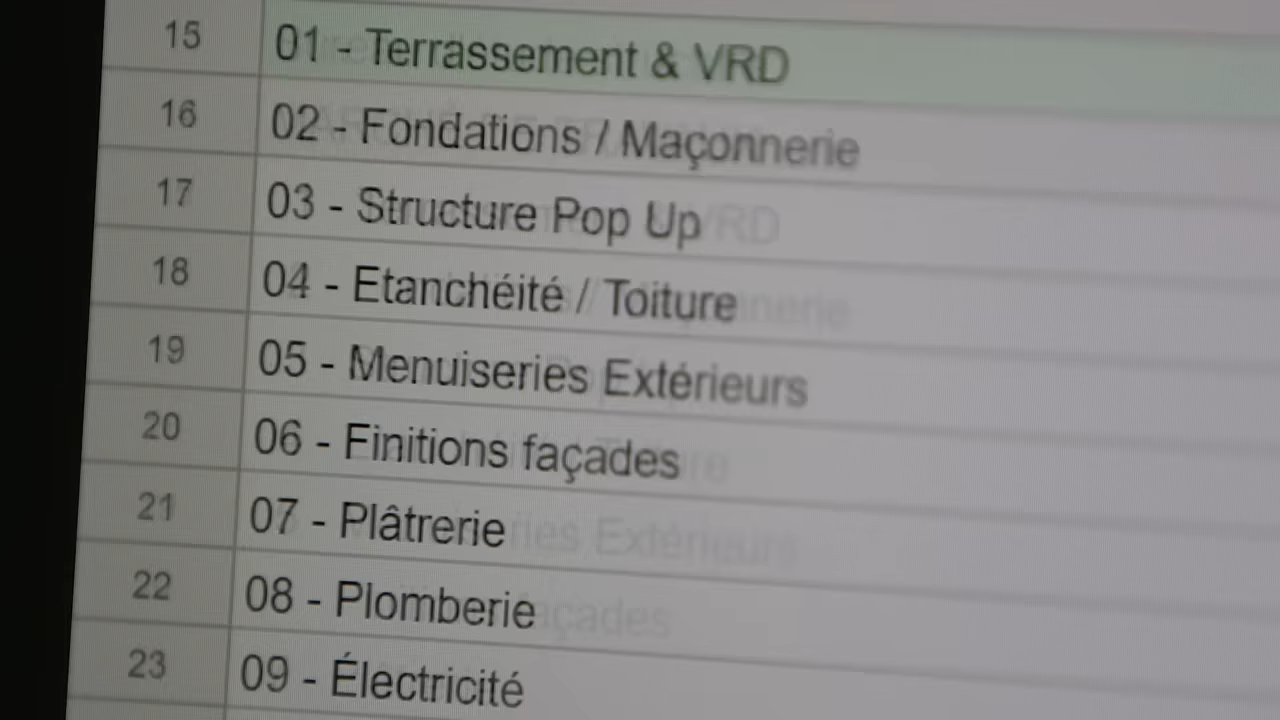 15 01 - Terrassement & VRD
16 02 - Fondations / Maçonnerie
17 03 - Structure Pop Up
18 04 - Etanchéité / Toiture
19 05 - Menuiseries Extérieurs
20 06 - Finitions façades
21 07 - Plâtrerie
22 08 - Plomberie
23 09 - Électricité